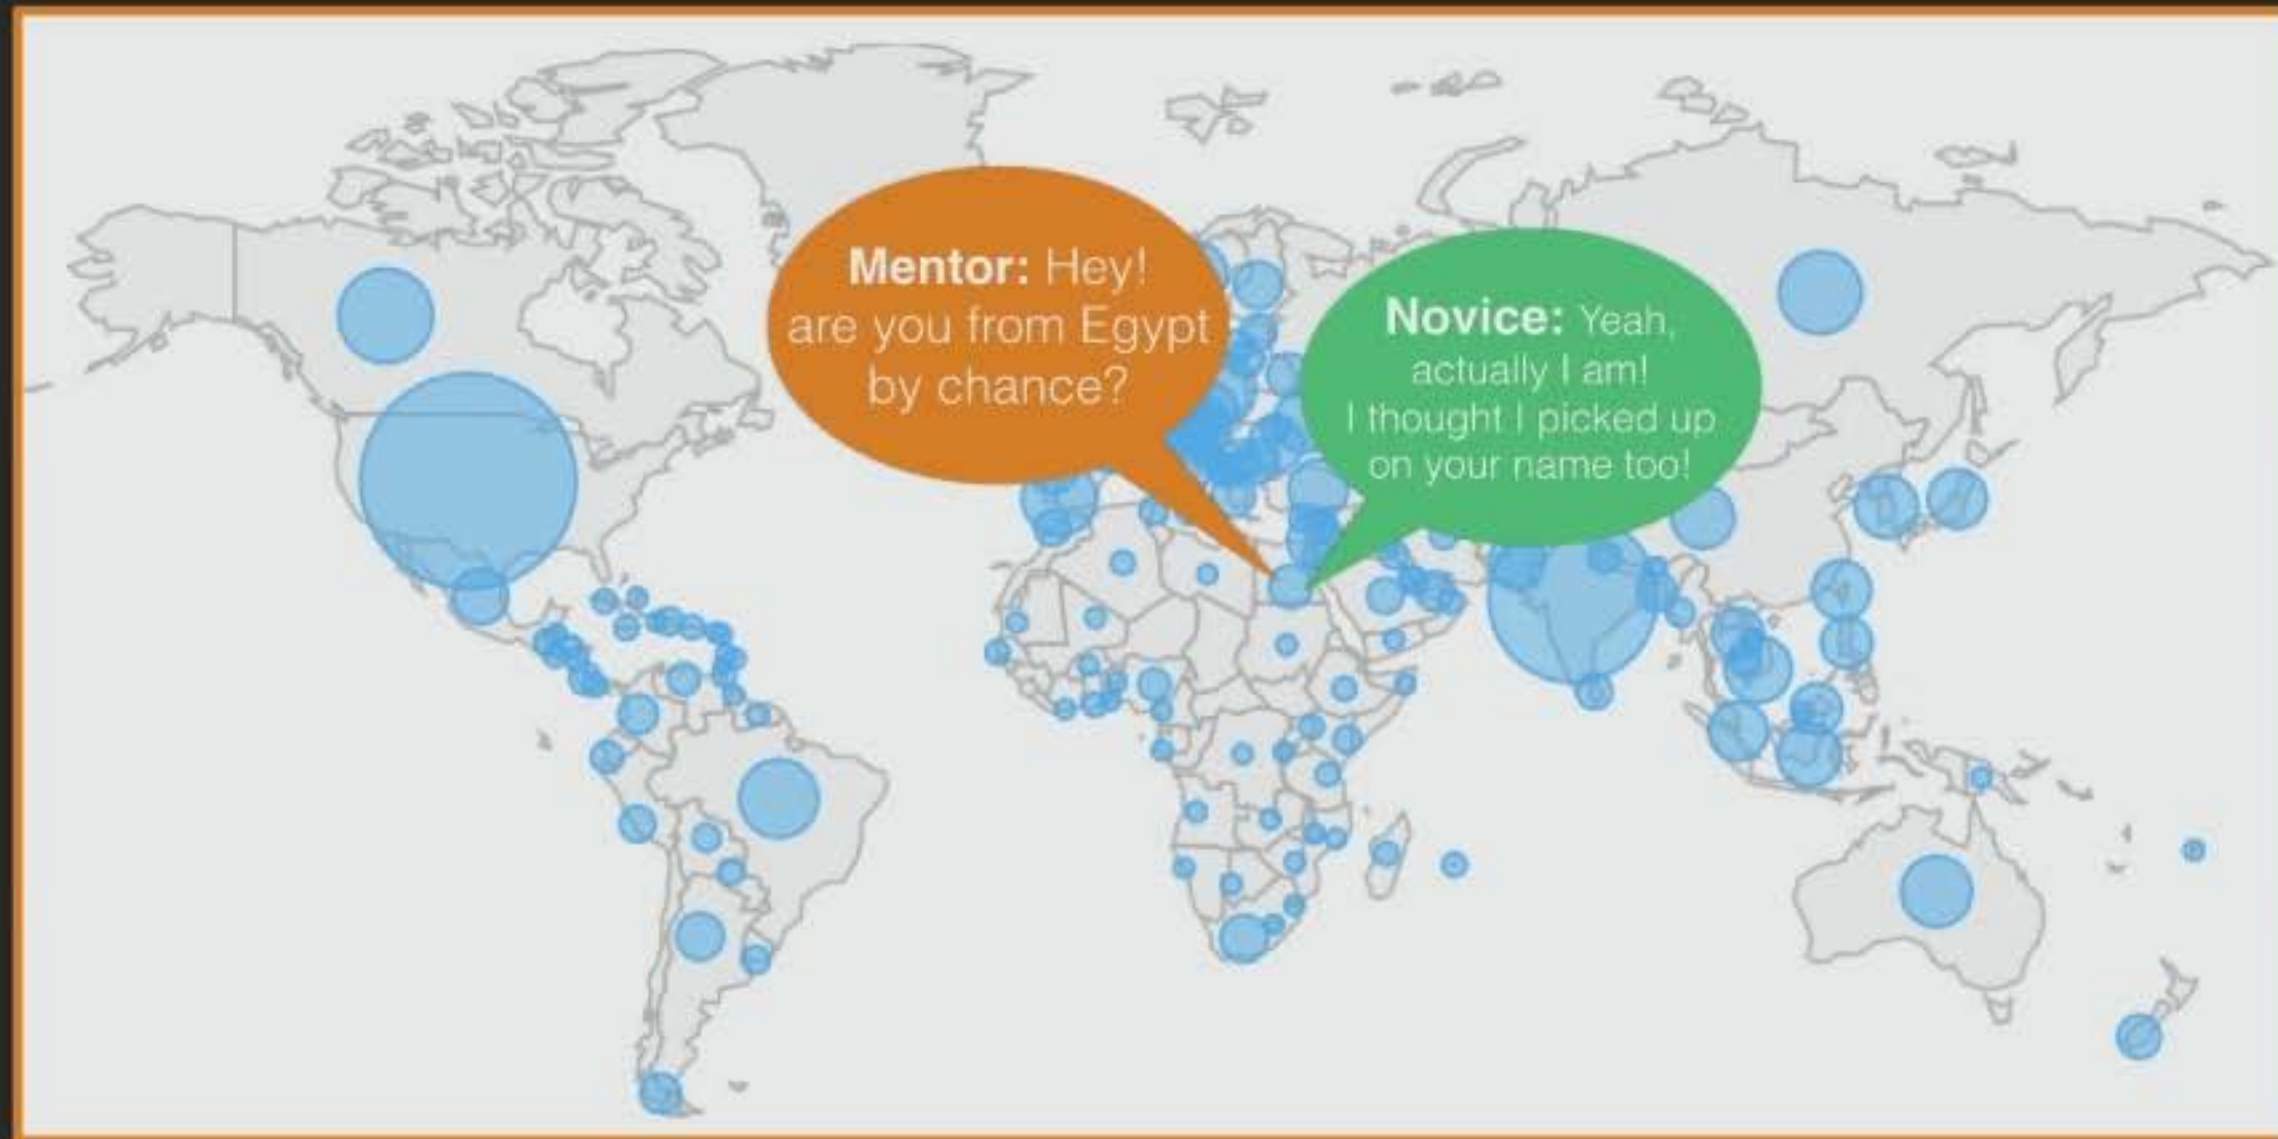 Mentor: Hey!
are you from Egypt
by chance?
Novice: Yeah,
actually I am!
I thought I picked up
on your name too!